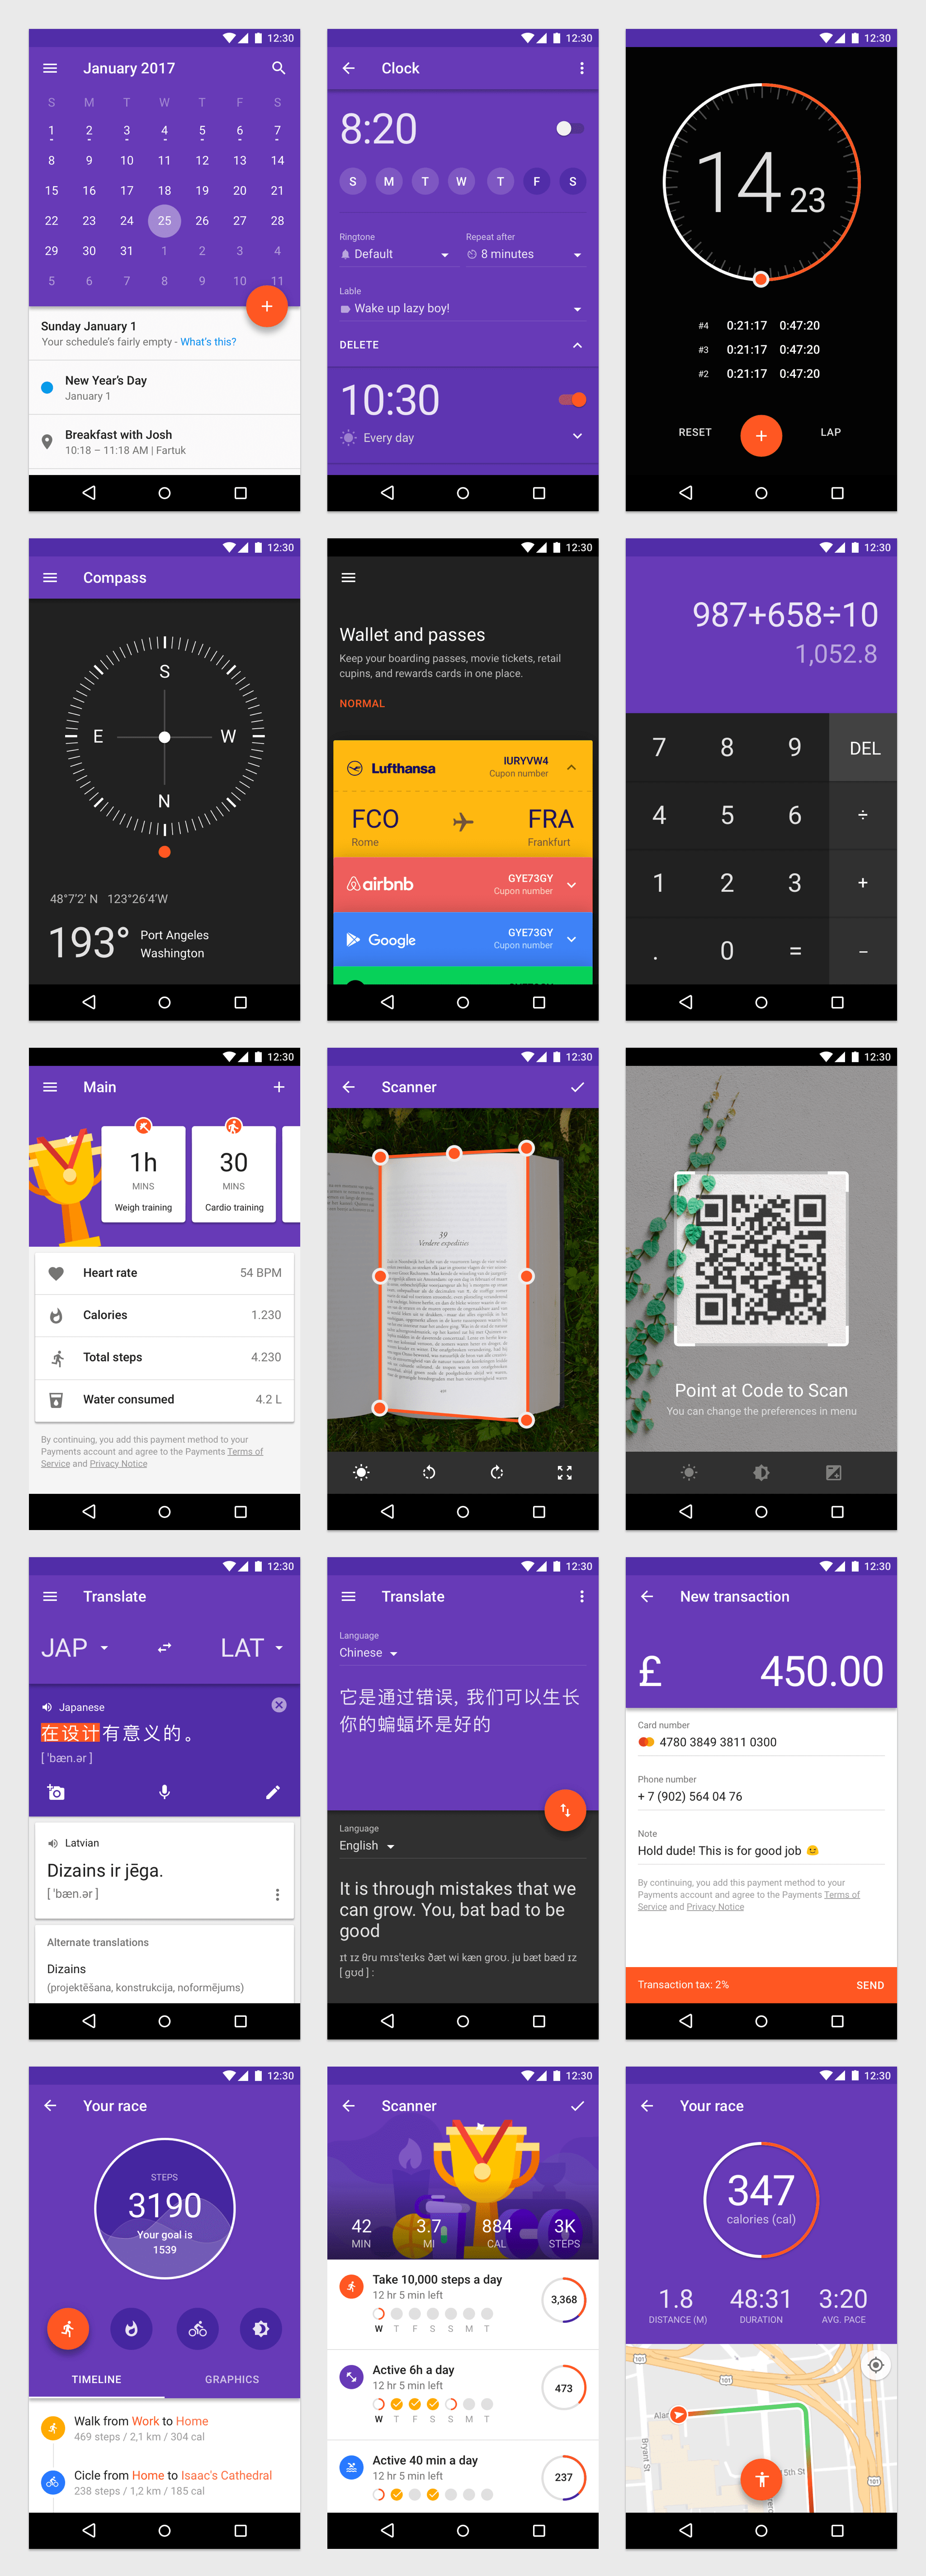 12:30
January 2017
S M T W T F S
1 2 3 4 5 6 7
8 9 10 11 12 13 14
15 16 17 18 19 20 21
22 23 24 25 26 27 28
29 30 31 1 2 3 4
5 6 7 8 9 10 11
+
Sunday January 1
Your schedule's fairly empty - What's this?
New Year's Day
January 1
Breakfast with Josh
10:18 – 11:18 AM | Fartuk
12:30
Clock
8:20
S M T W T F S
Ringtone
Default
Repeat after
8 minutes
Lable
Wake up lazy boy!
DELETE
10:30
Every day
12:30
14 23
#4 0:21:17 0:47:20
#3 0:21:17 0:47:20
#2 0:21:17 0:47:20
RESET + LAP
12:30
Compass
S
E W
N
48°7'2' N 123°26'4'W
193°
Port Angeles
Washington
12:30
Wallet and passes
Keep your boarding passes, movie tickets, retail
cupins, and rewards cards in one place.
NORMAL
Lufthansa
IURYVW4
Cupon number
FCO
Rome
FRA
Frankfurt
airbnb
GYE73GY
Cupon number
Google
GYE73GY
Cupon number
12:30
987+658÷10
1,052.8
7 8 9 DEL
4 5 6 ÷
1 2 3 +
. 0 = −
12:30
Main
1h
MINS
Weigh training
30
MINS
Cardio training
Heart rate 54 BPM
Calories 1.230
Total steps 4.230
Water consumed 4.2 L
By continuing, you add this payment method to your
Payments account and agree to the Payments Terms of
Service and Privacy Notice
12:30
Scanner
39
Verdere expedities
12:30
Point at Code to Scan
You can change the preferences in menu
12:30
Translate
JAP LAT
Japanese
在设计有意义的。
[ 'bæn.ər ]
Latvian
Dizains ir jēga.
[ 'bæn.ər ]
Alternate translations
Dizains
(projektēšana, konstrukcija, noformējums)
12:30
Translate
Language
Chinese
它是通过错误, 我们可以生长
你的蝙蝠坏是好的
Language
English
It is through mistakes that we
can grow. You, bat bad to be
good
ɪt ɪz θru mɪs'teɪks ðæt wi kæn groʊ. ju bæt bæd ɪz
[ gʊd ] :
12:30
New transaction
£ 450.00
Card number
4780 3849 3811 0300
Phone number
+ 7 (902) 564 04 76
Note
Hold dude! This is for good job
By continuing, you add this payment method to your
Payments account and agree to the Payments Terms of
Service and Privacy Notice
Transaction tax: 2% SEND
12:30
Your race
STEPS
3190
Your goal is
1539
TIMELINE GRAPHICS
Walk from Work to Home
469 steps / 2,1 km / 304 cal
Cicle from Home to Isaac's Cathedral
238 steps / 1,2 km / 185 cal
12:30
Scanner
42 3.7 884 3K
MIN MI CAL STEPS
Take 10,000 steps a day
12 hr 5 min left
3,368
W T F S S M T
Active 6h a day
12 hr 5 min left
473
W T F S S M T
Active 40 min a day
12 hr 5 min left
237
12:30
Your race
347
calories (cal)
1.8 48:31 3:20
DISTANCE (M) DURATION AVG. PACE
101
101
101
Alar
Bryant St
5th St